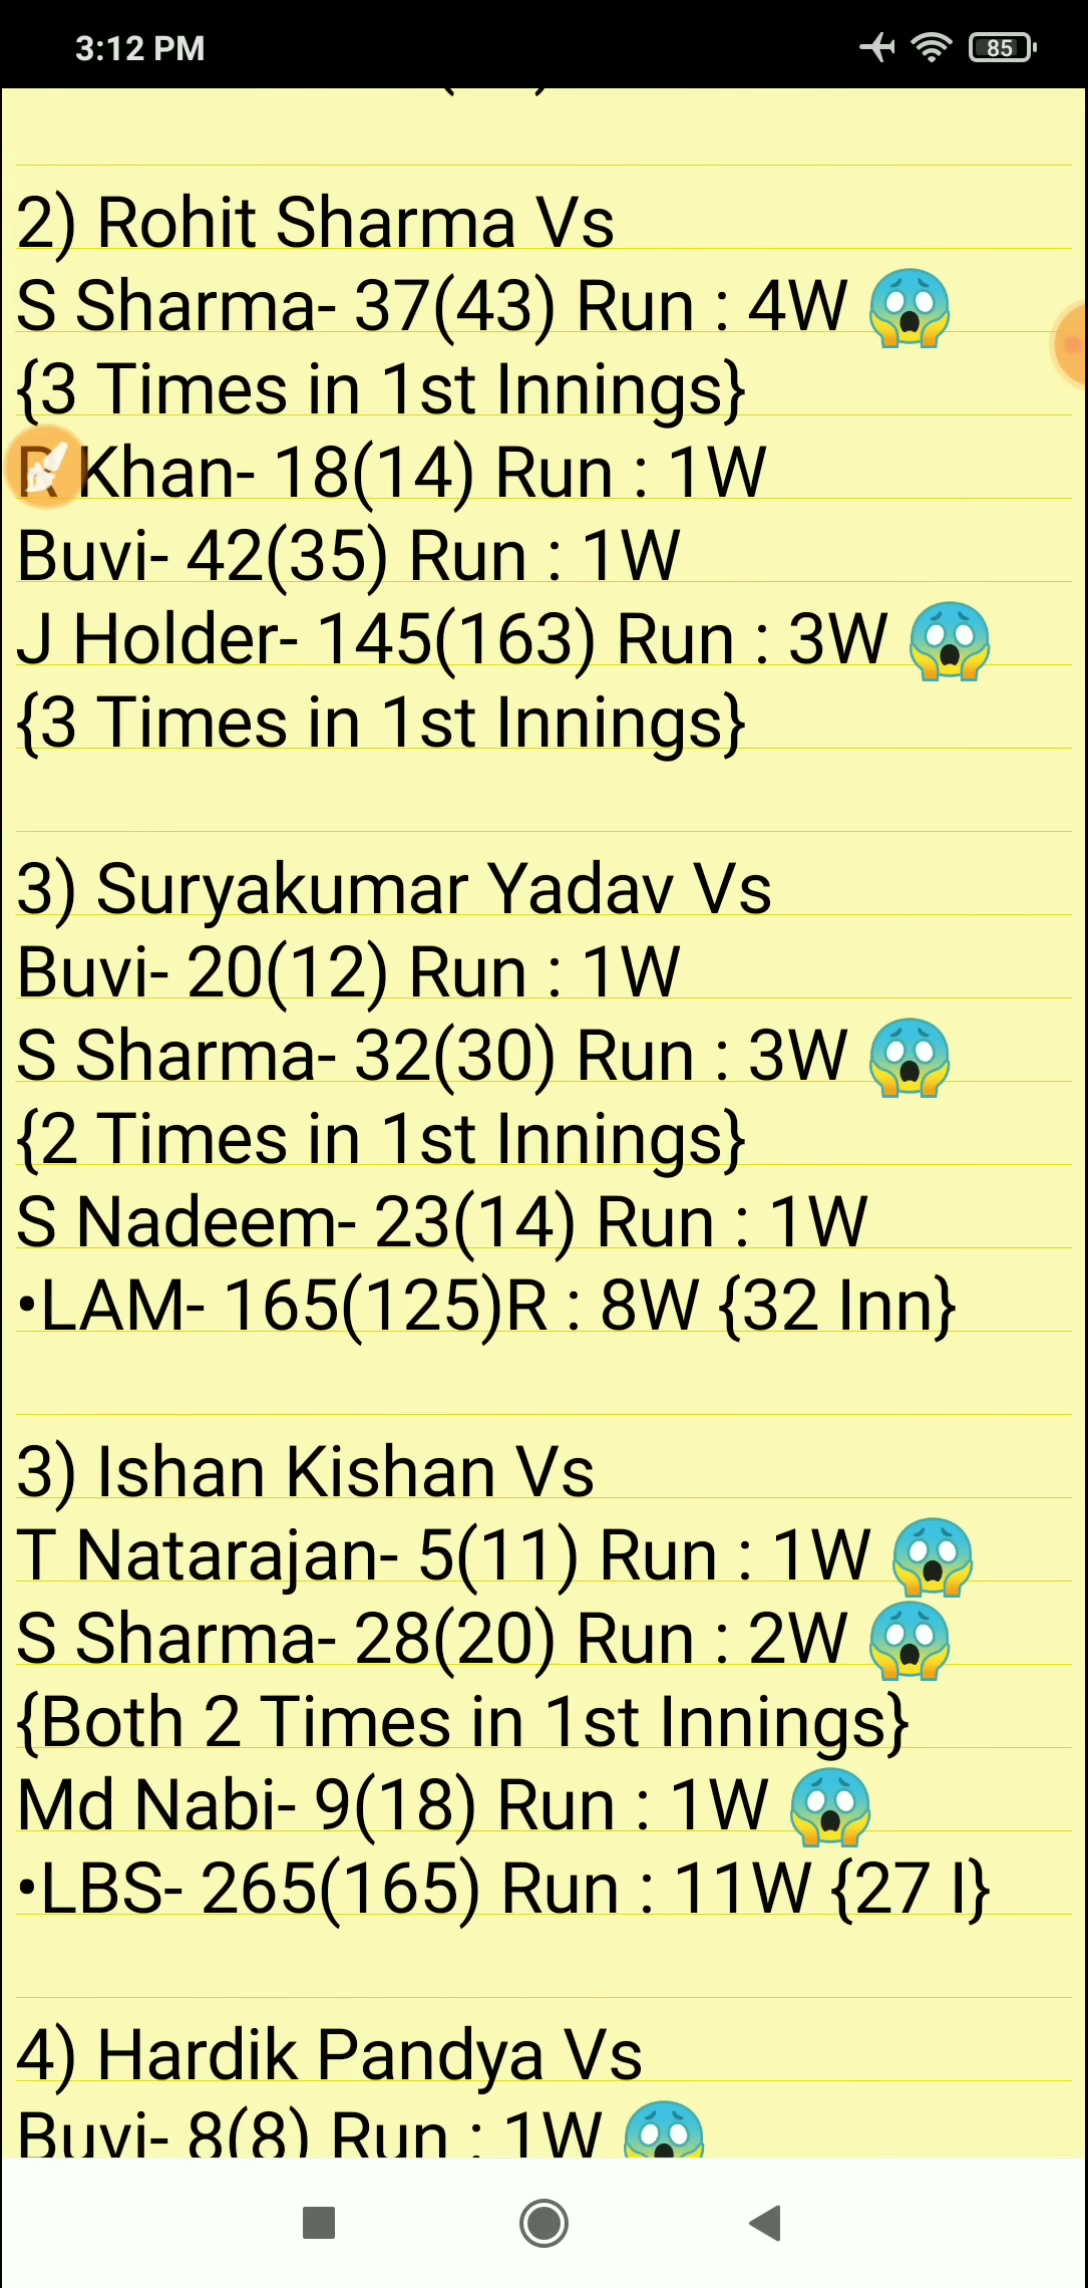 3:12 PM
85
2) Rohit Sharma Vs
S Sharma- 37(43) Run : 4W 😱
{3 Times in 1st Innings}
R Khan- 18(14) Run : 1W
Buvi- 42(35) Run : 1W
J Holder- 145(163) Run : 3W 😱
{3 Times in 1st Innings}
3) Suryakumar Yadav Vs
Buvi- 20(12) Run : 1W
S Sharma- 32(30) Run : 3W 😱
{2 Times in 1st Innings}
S Nadeem- 23(14) Run : 1W
•LAM- 165(125)R : 8W {32 Inn}
3) Ishan Kishan Vs
T Natarajan- 5(11) Run : 1W 😱
S Sharma- 28(20) Run : 2W 😱
{Both 2 Times in 1st Innings}
Md Nabi- 9(18) Run : 1W 😱
•LBS- 265(165) Run : 11W {27 I}
4) Hardik Pandya Vs
Buvi- 8(8) Run : 1W 😱